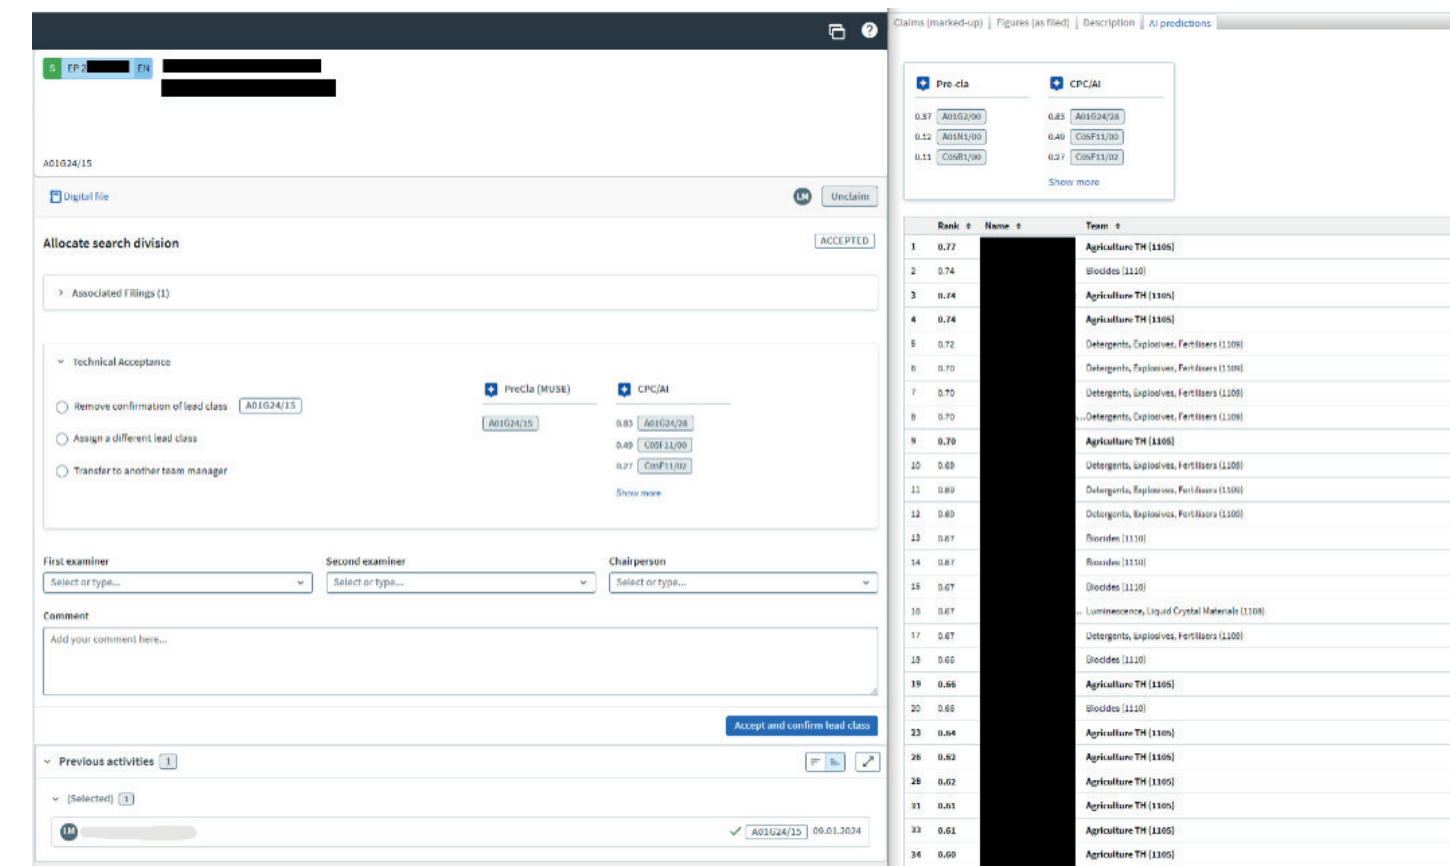 S EP 2 EN
A01G24/15
Digital file
LM Unclaim
Allocate search division ACCEPTED
Associated Filings (1)
Technical Acceptance
PreCla (MUSE) CPC/AI
Remove confirmation of lead class A01G24/15
A01G24/15 0.83 A01G24/28
Assign a different lead class
0.49 C05F11/00
0.27 C05F11/02
Transfer to another team manager
Show more
First examiner Second examiner Chairperson
Select or type... Select or type... Select or type...
Comment
Add your comment here...
Accept and confirm lead class
Previous activities 1
(Selected) 1
LM A01G24/15 09.01.2024
Claims (marked-up) Figures (as filed) Description AI predictions
Pre-cla CPC/AI
0.37 A01G2/00 0.83 A01G24/28
0.12 A01N1/00 0.49 C05F11/00
0.11 C05B1/00 0.27 C05F11/02
Show more
Rank Name Team
1 0.77 Agriculture TH (1105)
2 0.74 Biocides (1110)
3 0.74 Agriculture TH (1105)
4 0.74 Agriculture TH (1105)
5 0.72 Detergents, Explosives, Fertilisers (1109)
6 0.70 Detergents, Explosives, Fertilisers (1109)
7 0.70 Detergents, Explosives, Fertilisers (1109)
8 0.70 ...Detergents, Explosives, Fertilisers (1109)
9 0.70 Agriculture TH (1105)
10 0.69 Detergents, Explosives, Fertilisers (1109)
11 0.69 Detergents, Explosives, Fertilisers (1109)
12 0.69 Detergents, Explosives, Fertilisers (1109)
13 0.67 Biocides (1110)
14 0.67 Biocides (1110)
15 0.67 Biocides (1110)
16 0.67 ... Luminescence, Liquid Crystal Materials (1108)
17 0.67 Detergents, Explosives, Fertilisers (1109)
18 0.66 Biocides (1110)
19 0.66 Agriculture TH (1105)
20 0.66 Biocides (1110)
23 0.64 Agriculture TH (1105)
26 0.62 Agriculture TH (1105)
28 0.62 Agriculture TH (1105)
31 0.61 Agriculture TH (1105)
33 0.61 Agriculture TH (1105)
34 0.60 Agriculture TH (1105)